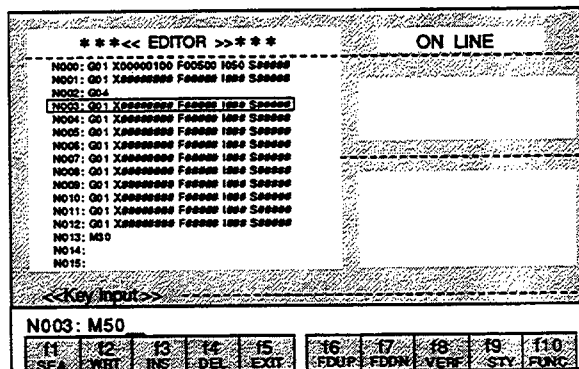 ***<< EDITOR >>***
ON LINE
N000: G01 X00000100 F00500 I050 S#####
N001: G01 X######## F##### I### S#####
N002: G04
N003: G01 X######## F##### I### S#####
N004: G01 X######## F##### I### S#####
N005: G01 X######## F##### I### S#####
N006: G01 X######## F##### I### S#####
N007: G01 X######## F##### I### S#####
N008: G01 X######## F##### I### S#####
N009: G01 X######## F##### I### S#####
N010: G01 X######## F##### I### S#####
N011: G01 X######## F##### I### S#####
N012: G01 X######## F##### I### S#####
N013: M30
N014:
N015:
<<Key Input>>
N003: M50_
f1 f2 f3 f4 f5 f6 f7 f8 f9 f10
SEA WRT INS DEL EXIT FDUP FDDN VERF STY FUNC